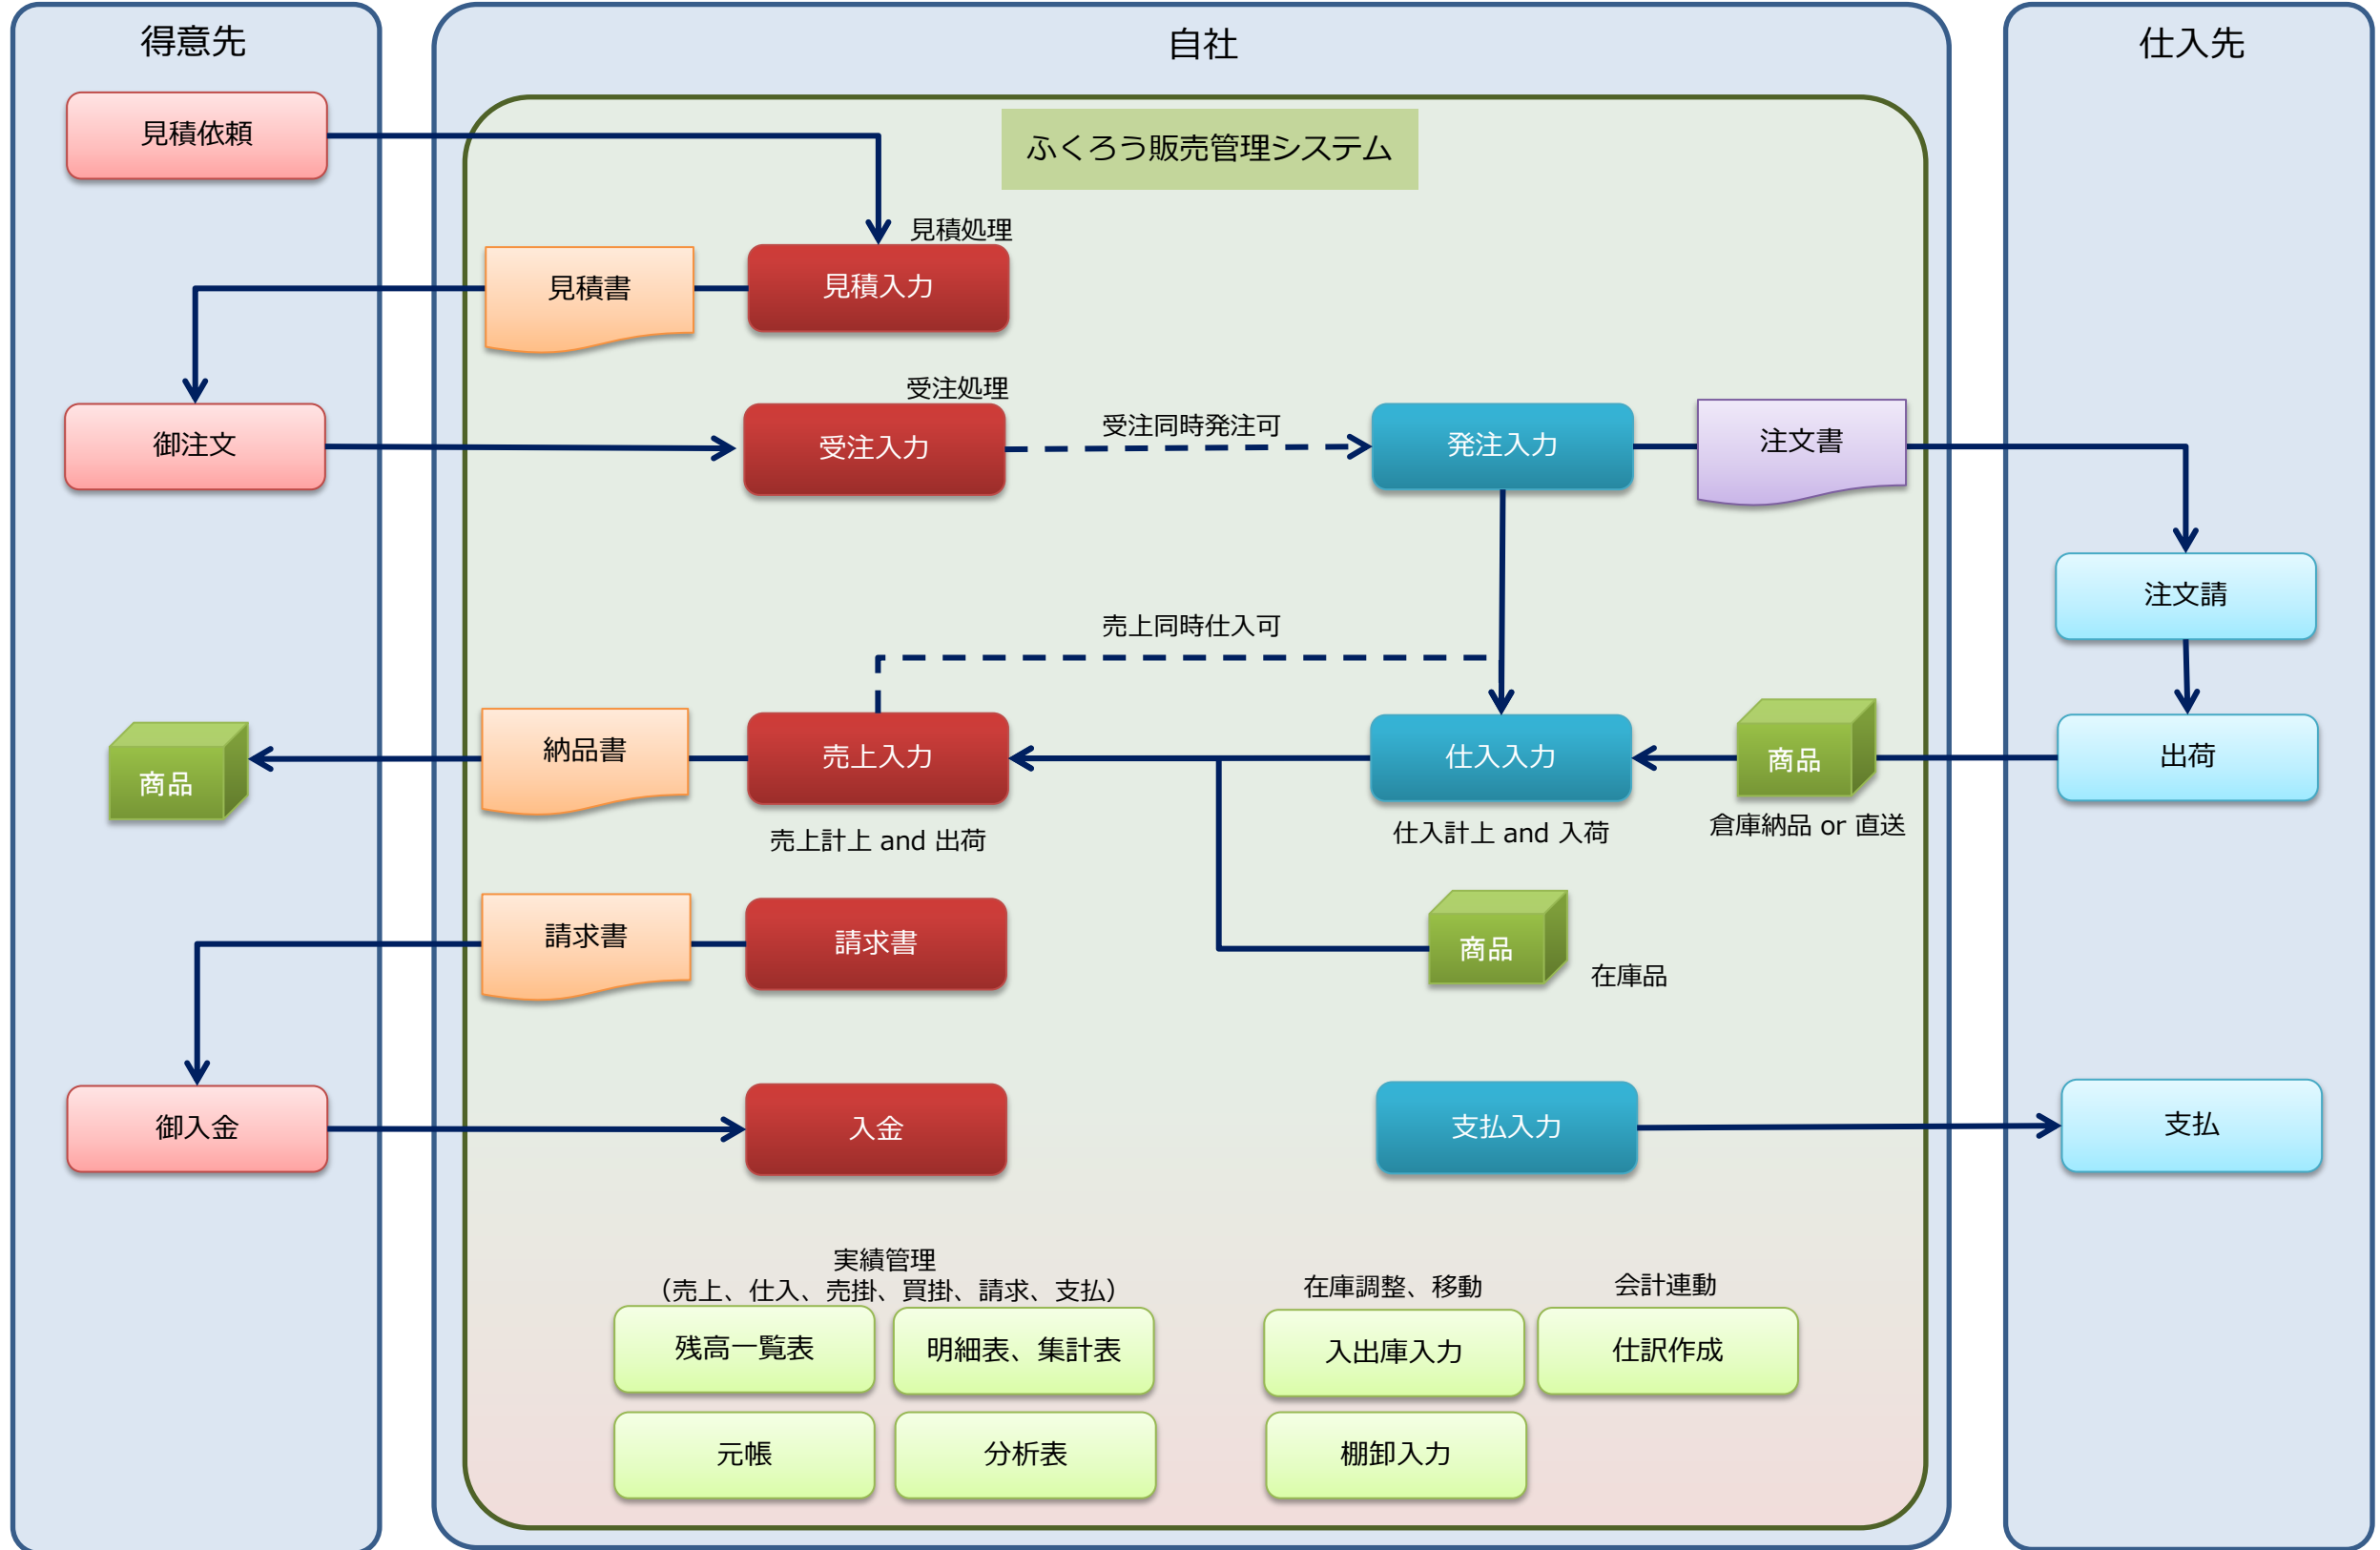 得意先
自社
仕入先
見積依頼
ふくろう販売管理システム
見積処理
見積書
見積入力
受注処理
御注文
受注入力
受注同時発注可
発注入力
注文書
注文請
売上同時仕入可
商品
納品書
売上入力
仕入入力
商品
出荷
売上計上 and 出荷
仕入計上 and 入荷
倉庫納品 or 直送
請求書
請求書
商品
在庫品
御入金
入金
支払入力
支払
実績管理
（売上、仕入、売掛、買掛、請求、支払）
在庫調整、移動
会計連動
残高一覧表
明細表、集計表
入出庫入力
仕訳作成
元帳
分析表
棚卸入力